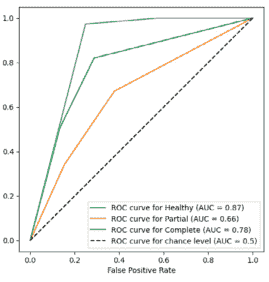 1.0
0.8
0.6
0.4
0.2
0.0
ROC curve for Healthy (AUC = 0.87)
ROC curve for Partial (AUC = 0.66)
ROC curve for Complete (AUC = 0.78)
ROC curve for chance level (AUC = 0.5)
0.0 0.2 0.4 0.6 0.8 1.0
False Positive Rate